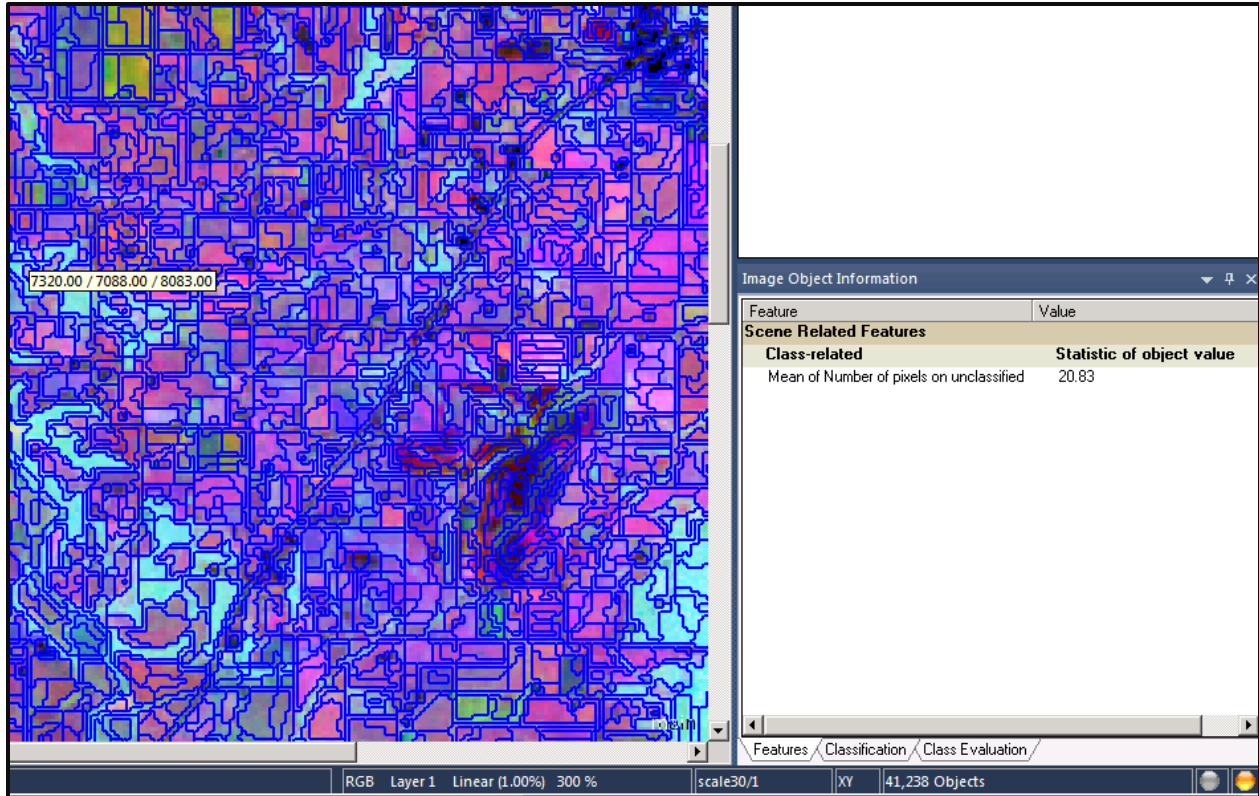 7320.00 / 7088.00 / 8083.00
main
Image Object Information
Feature Value
Scene Related Features
Class-related Statistic of object value
Mean of Number of pixels on unclassified 20.83
Features Classification Class Evaluation
RGB Layer 1 Linear (1.00%) 300 % scale30/1 XY 41,238 Objects